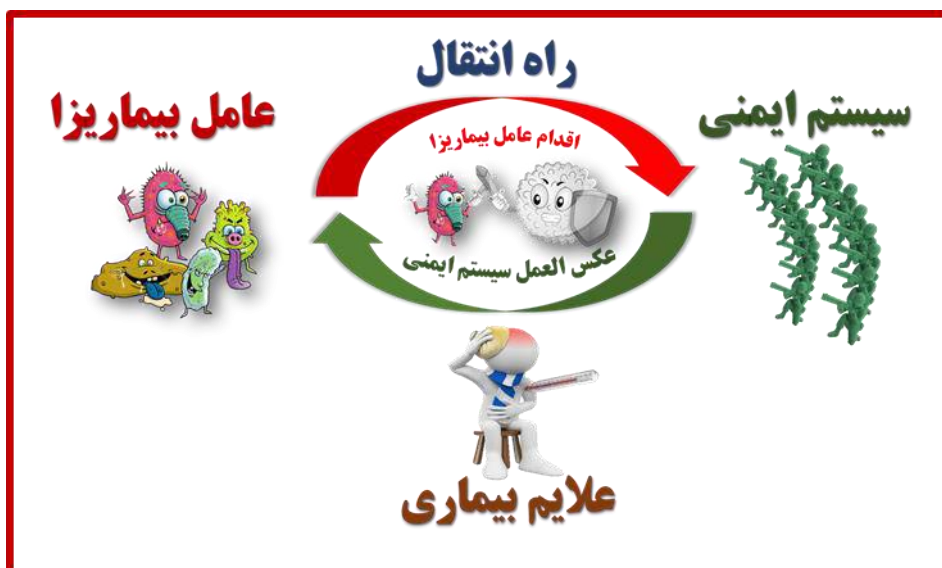 راه انتقال
عامل بیماریزا
سیستم ایمنی
اقدام عامل بیماریزا
عکس العمل سیستم ایمنی
علایم بیماری